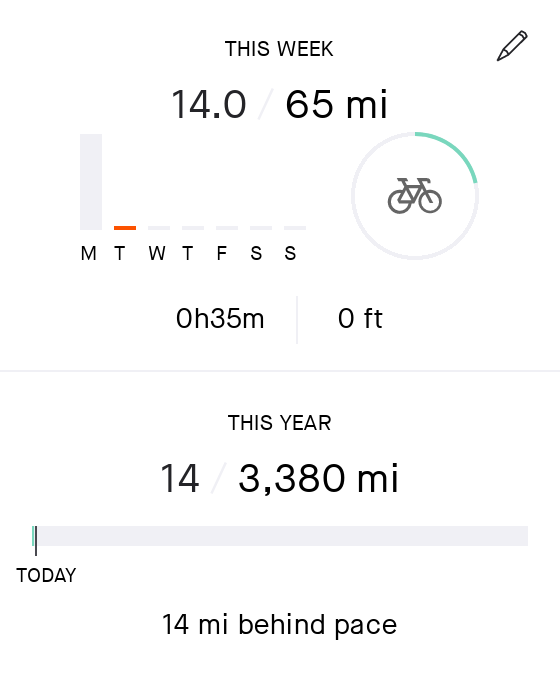 THIS WEEK
14.0 / 65 mi
M T W T F S S
0h35m 0 ft
THIS YEAR
14 / 3,380 mi
TODAY
14 mi behind pace